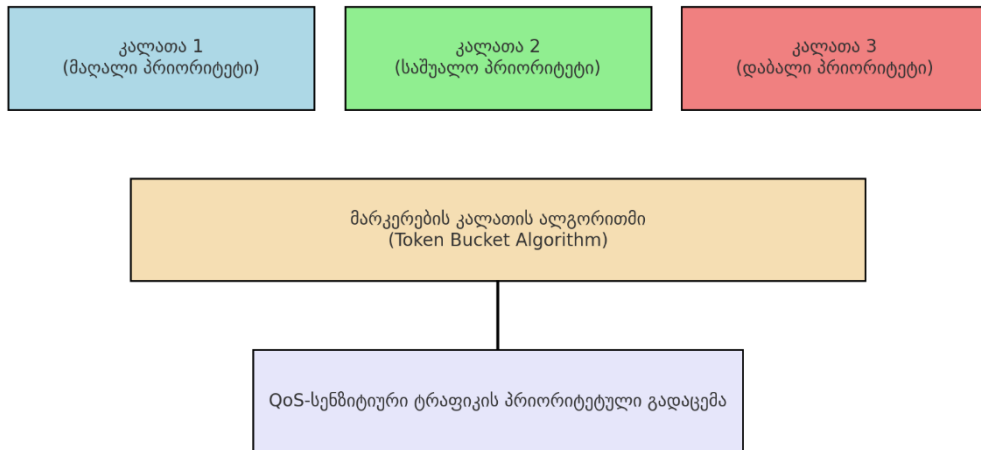 კალათა 1
(მაღალი პრიორიტეტი)
კალათა 2
(საშუალო პრიორიტეტი)
კალათა 3
(დაბალი პრიორიტეტი)
მარკერების კალათის ალგორითმი
(Token Bucket Algorithm)
QoS-სენზიტიური ტრაფიკის პრიორიტეტული გადაცემა